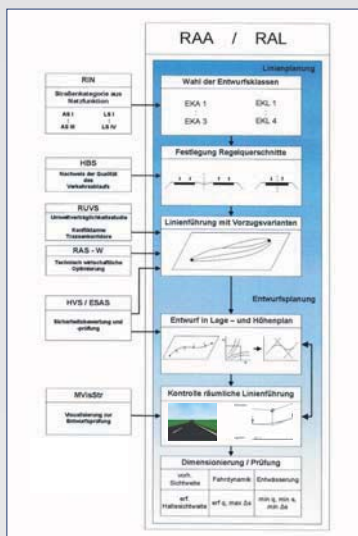 RAA / RAL
Linienplanung
RIN
Straßenkategorie aus
Netzfunktion
AS I LS I
AS III LS IV
Wahl der Entwurfsklassen
EKA 1 EKL 1
EKA 3 EKL 4
Festlegung Regelquerschnitte
HBS
Nachweis der Qualität
des
Verkehrsablaufs
RUVS
Umweltverträglichkeitsstudie
Konfliktarme
Trassenkorridore
RAS - W
Technisch wirtschaftliche
Optimierung
Linienführung mit Vorzugsvarianten
HVS / ESAS
Sicherheitsbewertung und
-prüfung
Entwurfsplanung
Entwurf in Lage – und Höhenplan
MVisStr
Visualisierung zur
Entwurfsprüfung
Kontrolle räumliche Linienführung
Dimensionierung / Prüfung
vorh. Sichtweite Fahrdynamik Entwässerung
erf. Haltesichtweite erf q, max Δs min q, min s, min Δs